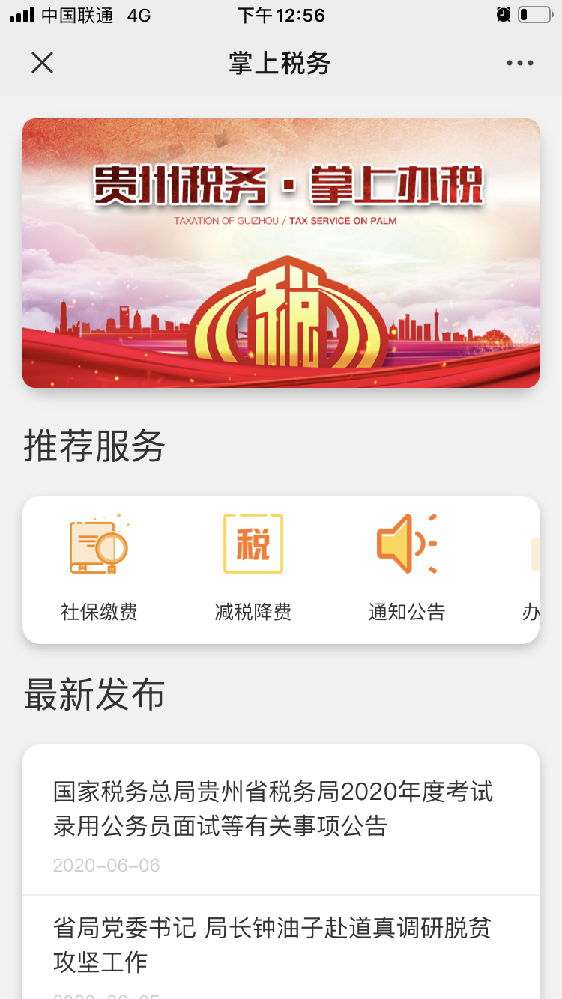 中国联通 4G 下午12:56
掌上税务
贵州税务·掌上办税
TAXATION OF GUIZHOU / TAX SERVICE ON PALM
税
推荐服务
税
社保缴费 减税降费 通知公告 办
最新发布
国家税务总局贵州省税务局2020年度考试
录用公务员面试等有关事项公告
2020-06-06
省局党委书记 局长钟油子赴道真调研脱贫
攻坚工作